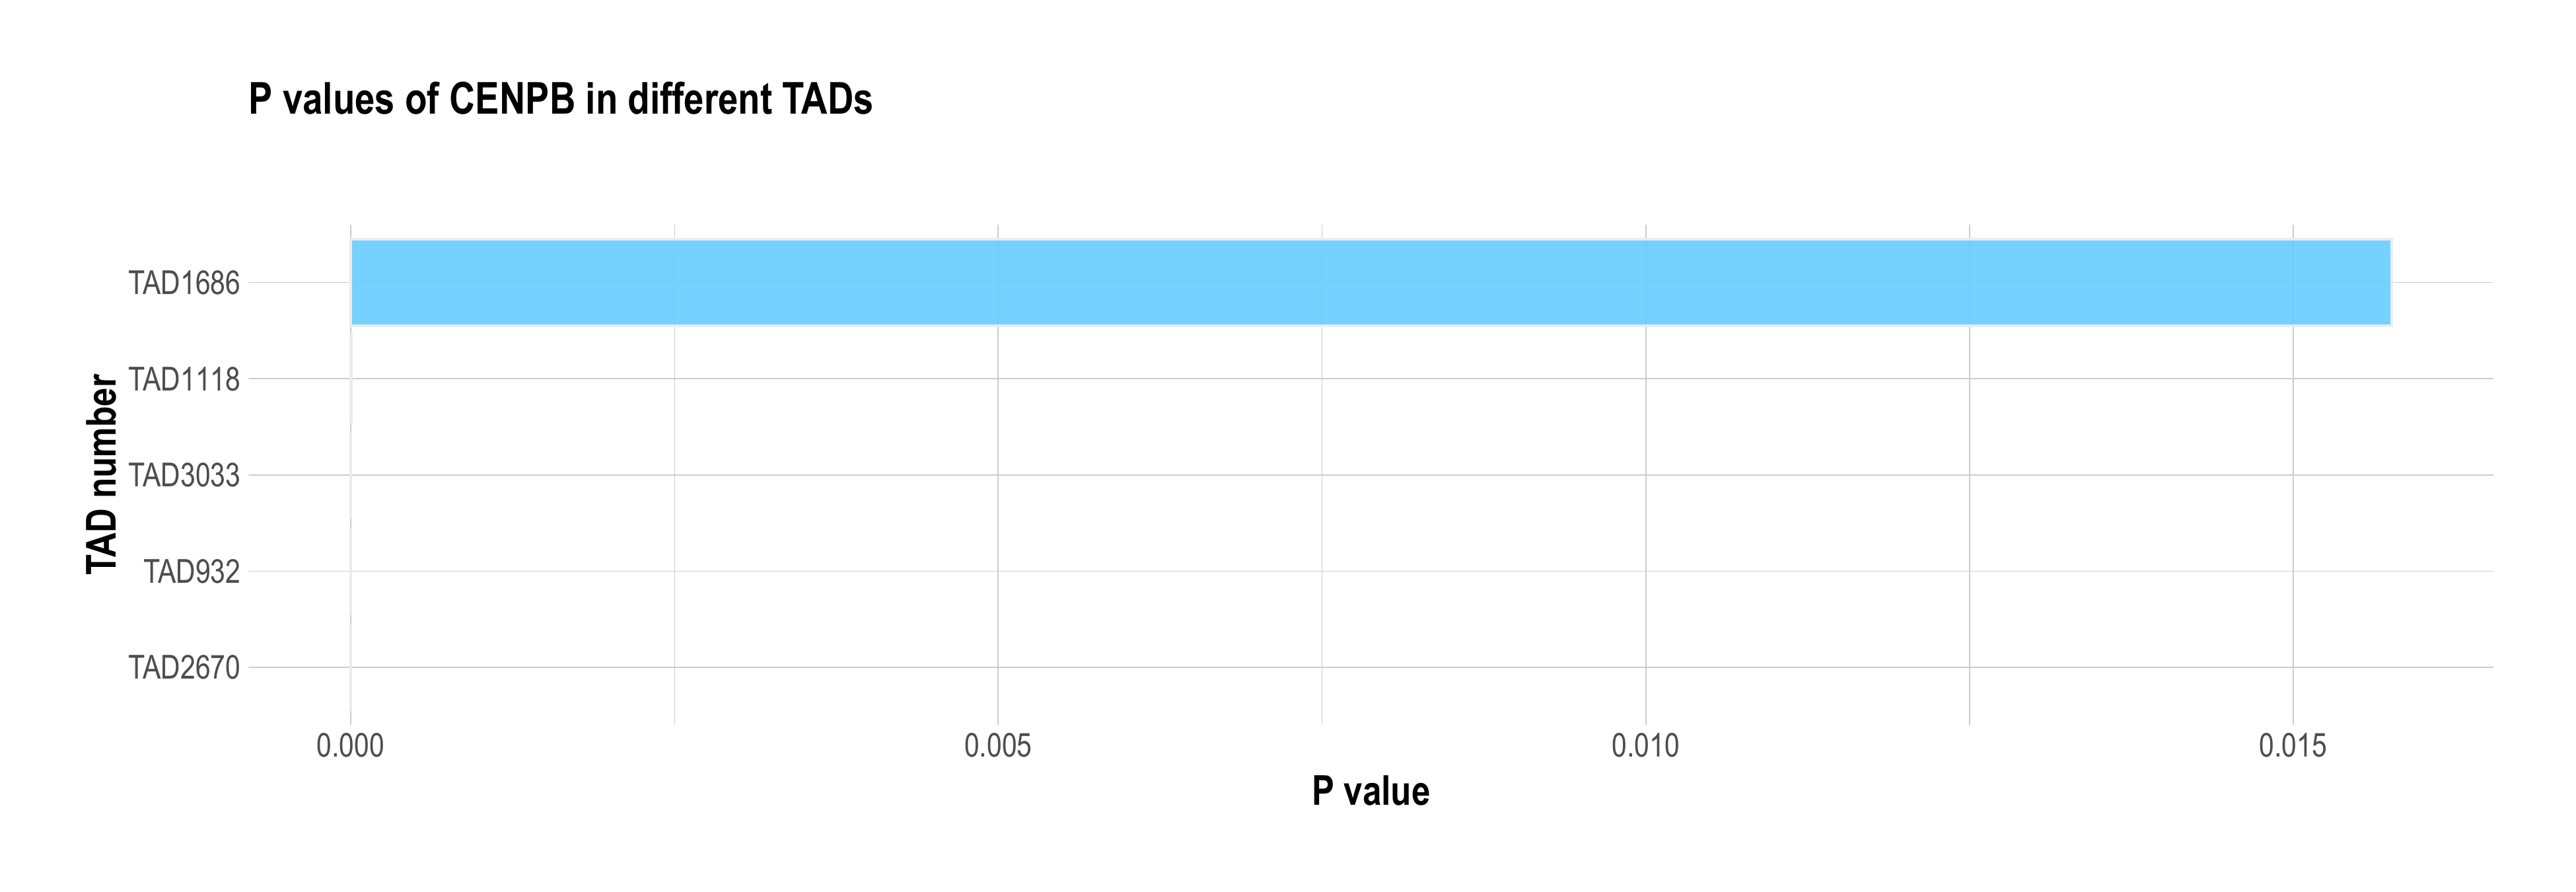 P values of CENPB in different TADs
TAD number
TAD1686
TAD1118
TAD3033
TAD932
TAD2670
0.000 0.005 0.010 0.015
P value